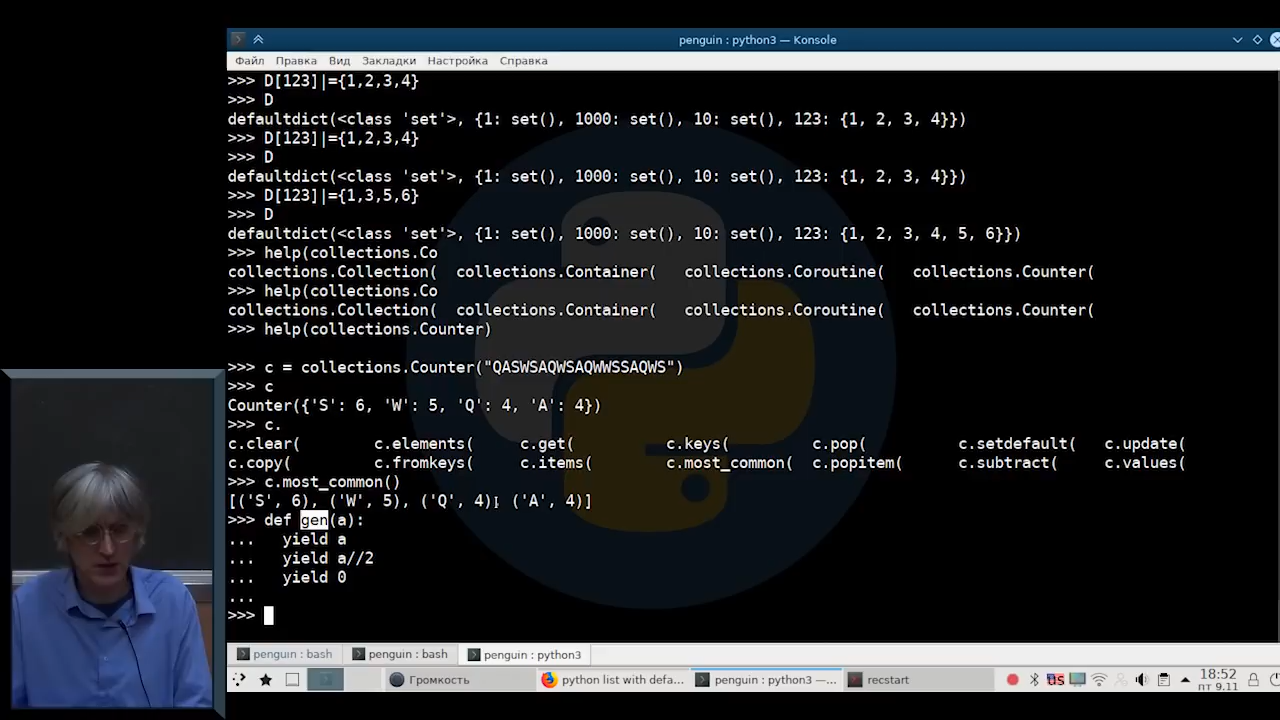 penguin : python3 — Konsole
Файл Правка Вид Закладки Настройка Справка
>>> D[123]|={1,2,3,4}
>>> D
defaultdict(<class 'set'>, {1: set(), 1000: set(), 10: set(), 123: {1, 2, 3, 4}})
>>> D[123]|={1,2,3,4}
>>> D
defaultdict(<class 'set'>, {1: set(), 1000: set(), 10: set(), 123: {1, 2, 3, 4}})
>>> D[123]|={1,3,5,6}
>>> D
defaultdict(<class 'set'>, {1: set(), 1000: set(), 10: set(), 123: {1, 2, 3, 4, 5, 6}})
>>> help(collections.Co
collections.Collection(  collections.Container(   collections.Coroutine(   collections.Counter(
>>> help(collections.Co
collections.Collection(  collections.Container(   collections.Coroutine(   collections.Counter(
>>> help(collections.Counter)
>>> c = collections.Counter("QASWSAQWSAQWWSSAQWS")
>>> c
Counter({'S': 6, 'W': 5, 'Q': 4, 'A': 4})
>>> c.
c.clear(        c.elements(     c.get(          c.keys(         c.pop(          c.setdefault(   c.update(
c.copy(         c.fromkeys(     c.items(        c.most_common(  c.popitem(      c.subtract(     c.values(
>>> c.most_common()
[('S', 6), ('W', 5), ('Q', 4), ('A', 4)]
>>> def gen(a):
...   yield a
...   yield a//2
...   yield 0
...
>>>
penguin : bash penguin : bash penguin : python3
Громкость python list with defa... penguin : python3 —... recstart us 18:52
пт 9.11